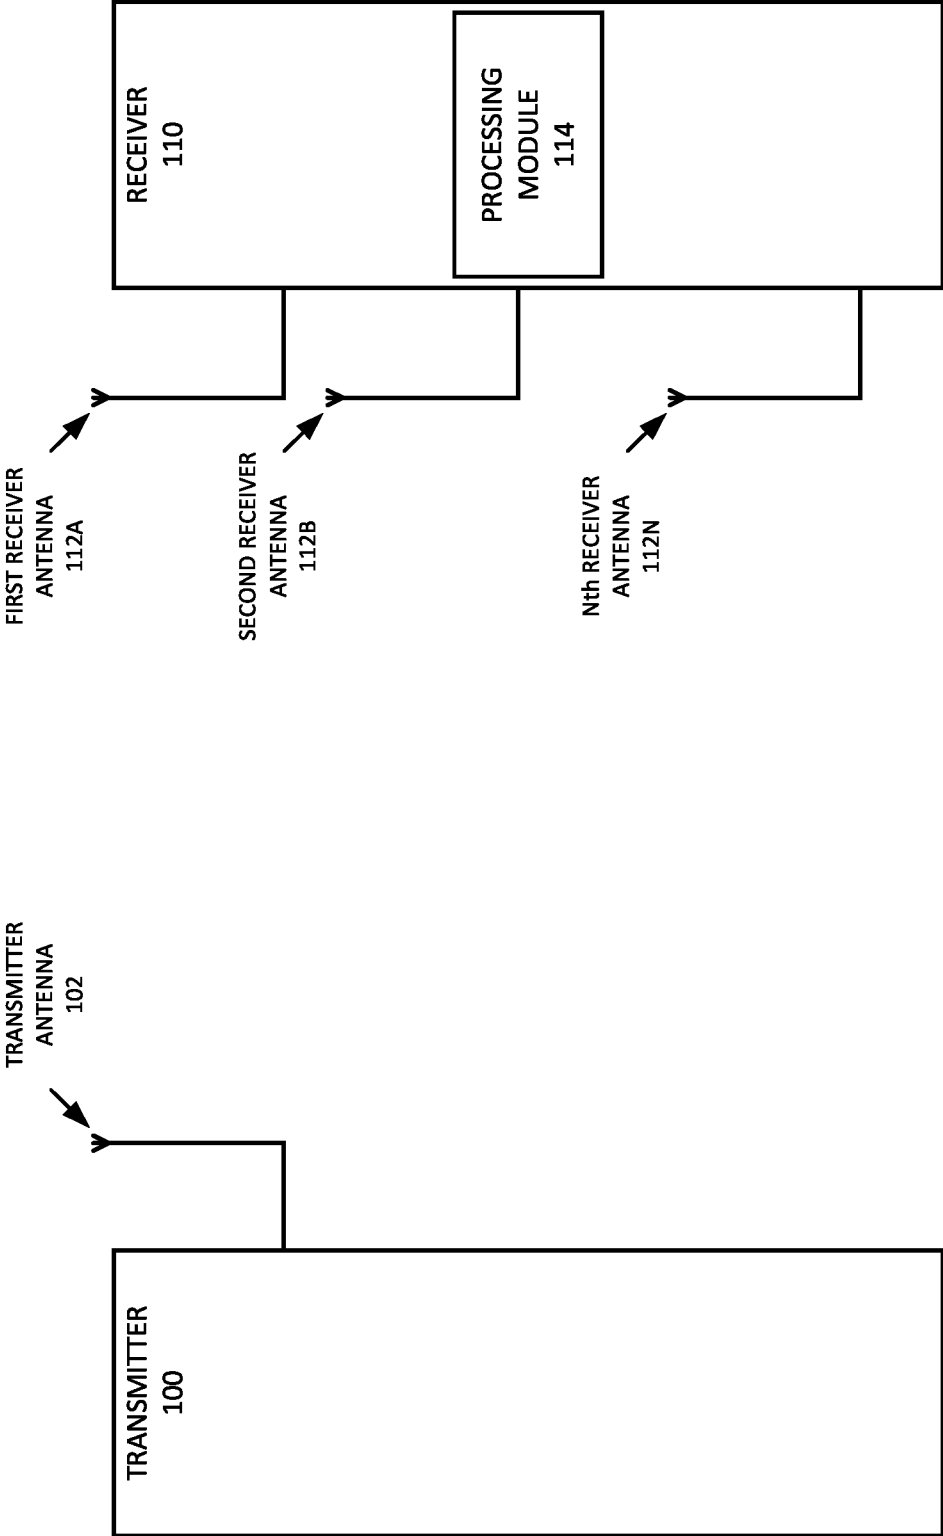 TRANSMITTER
100
TRANSMITTER
ANTENNA
102
FIRST RECEIVER
ANTENNA
112A
SECOND RECEIVER
ANTENNA
112B
Nth RECEIVER
ANTENNA
112N
RECEIVER
110
PROCESSING
MODULE
114